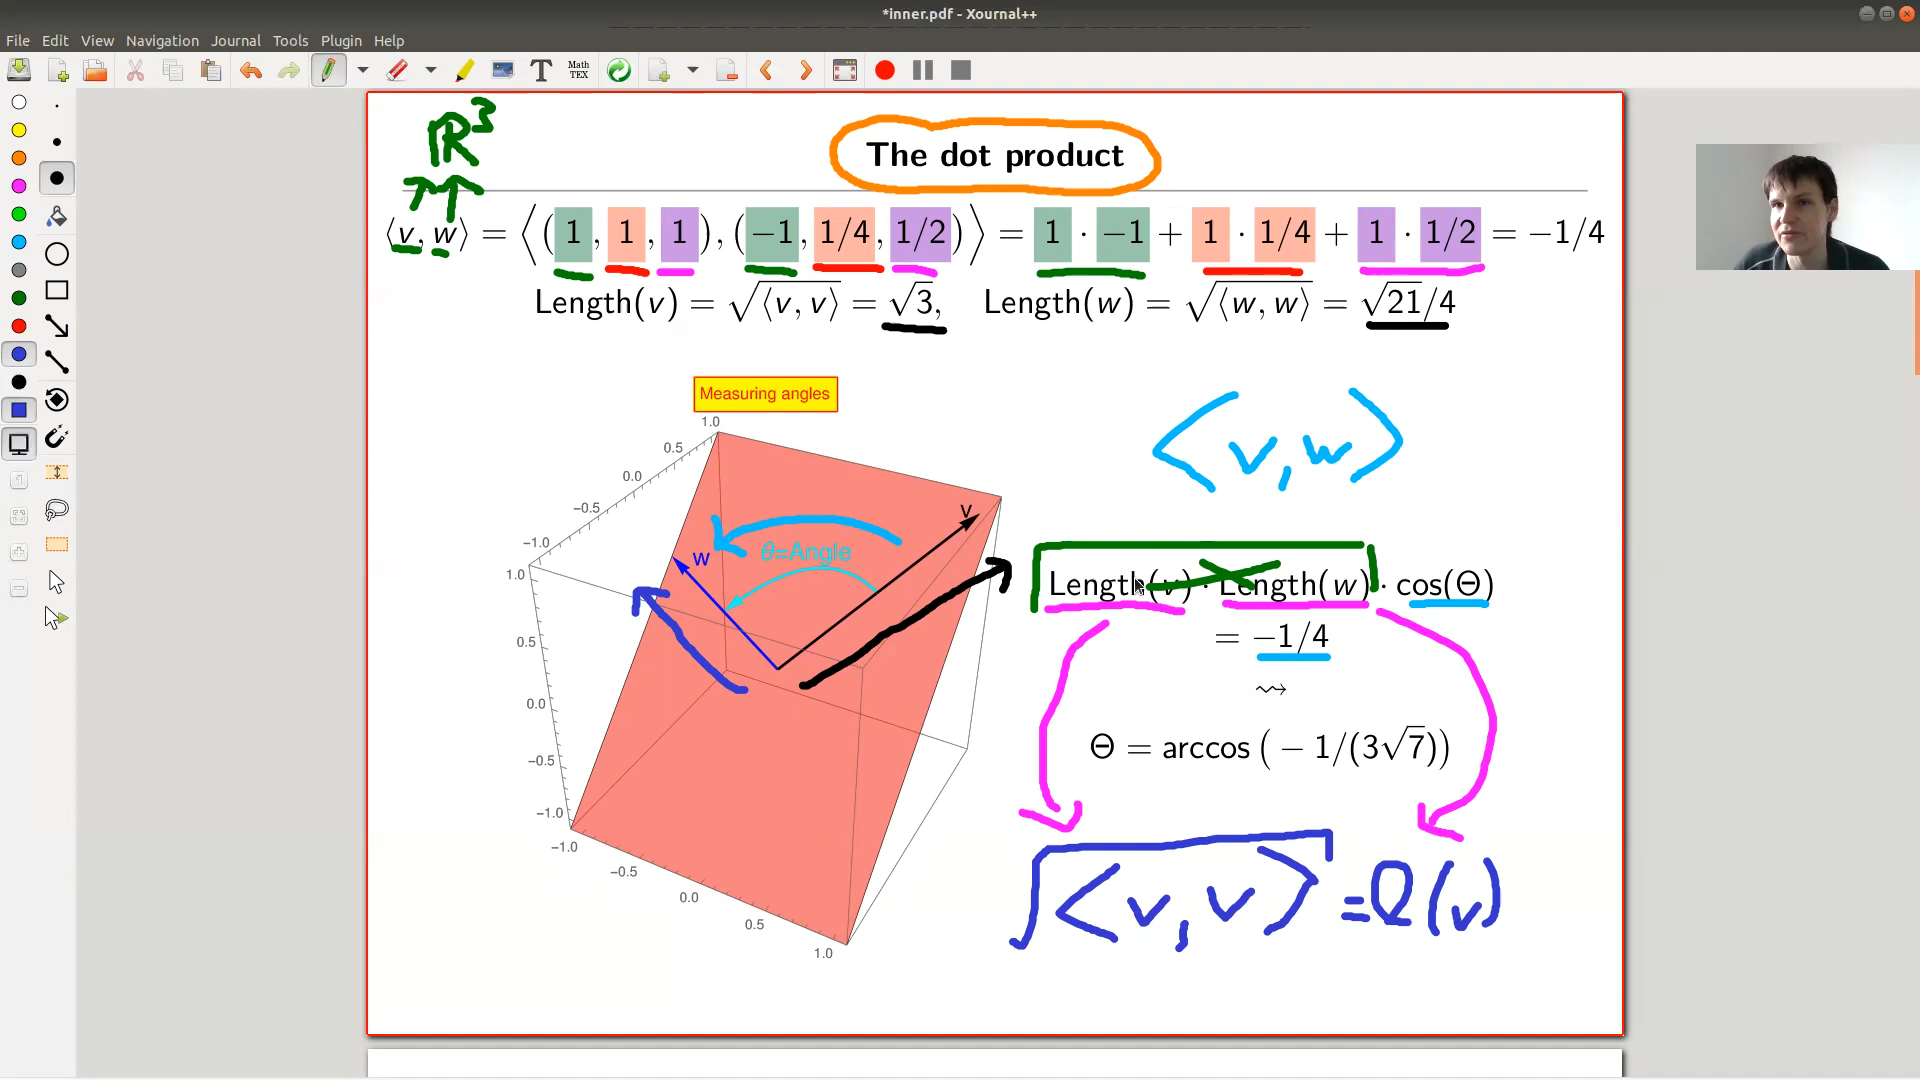 *inner.pdf - Xournal++
File Edit View Navigation Journal Tools Plugin Help
Math
TEX
ℝ³
The dot product
⟨v, w⟩ = ⟨(1, 1, 1), (−1, 1/4, 1/2)⟩ = 1 · −1 + 1 · 1/4 + 1 · 1/2 = −1/4
Length(v) = √⟨v, v⟩ = √3, Length(w) = √⟨w, w⟩ = √21/4
Measuring angles
1.0
0.5
0.0
−0.5
−1.0
1.0
0.5
0.0
−0.5
−1.0
−1.0
−0.5
0.0
0.5
1.0
v
w
θ=Angle
⟨v, w⟩
Length(v) · Length(w) · cos(Θ)
= −1/4
⇝
Θ = arccos (− 1/(3√7))
√⟨v, v⟩ = ℓ(v)